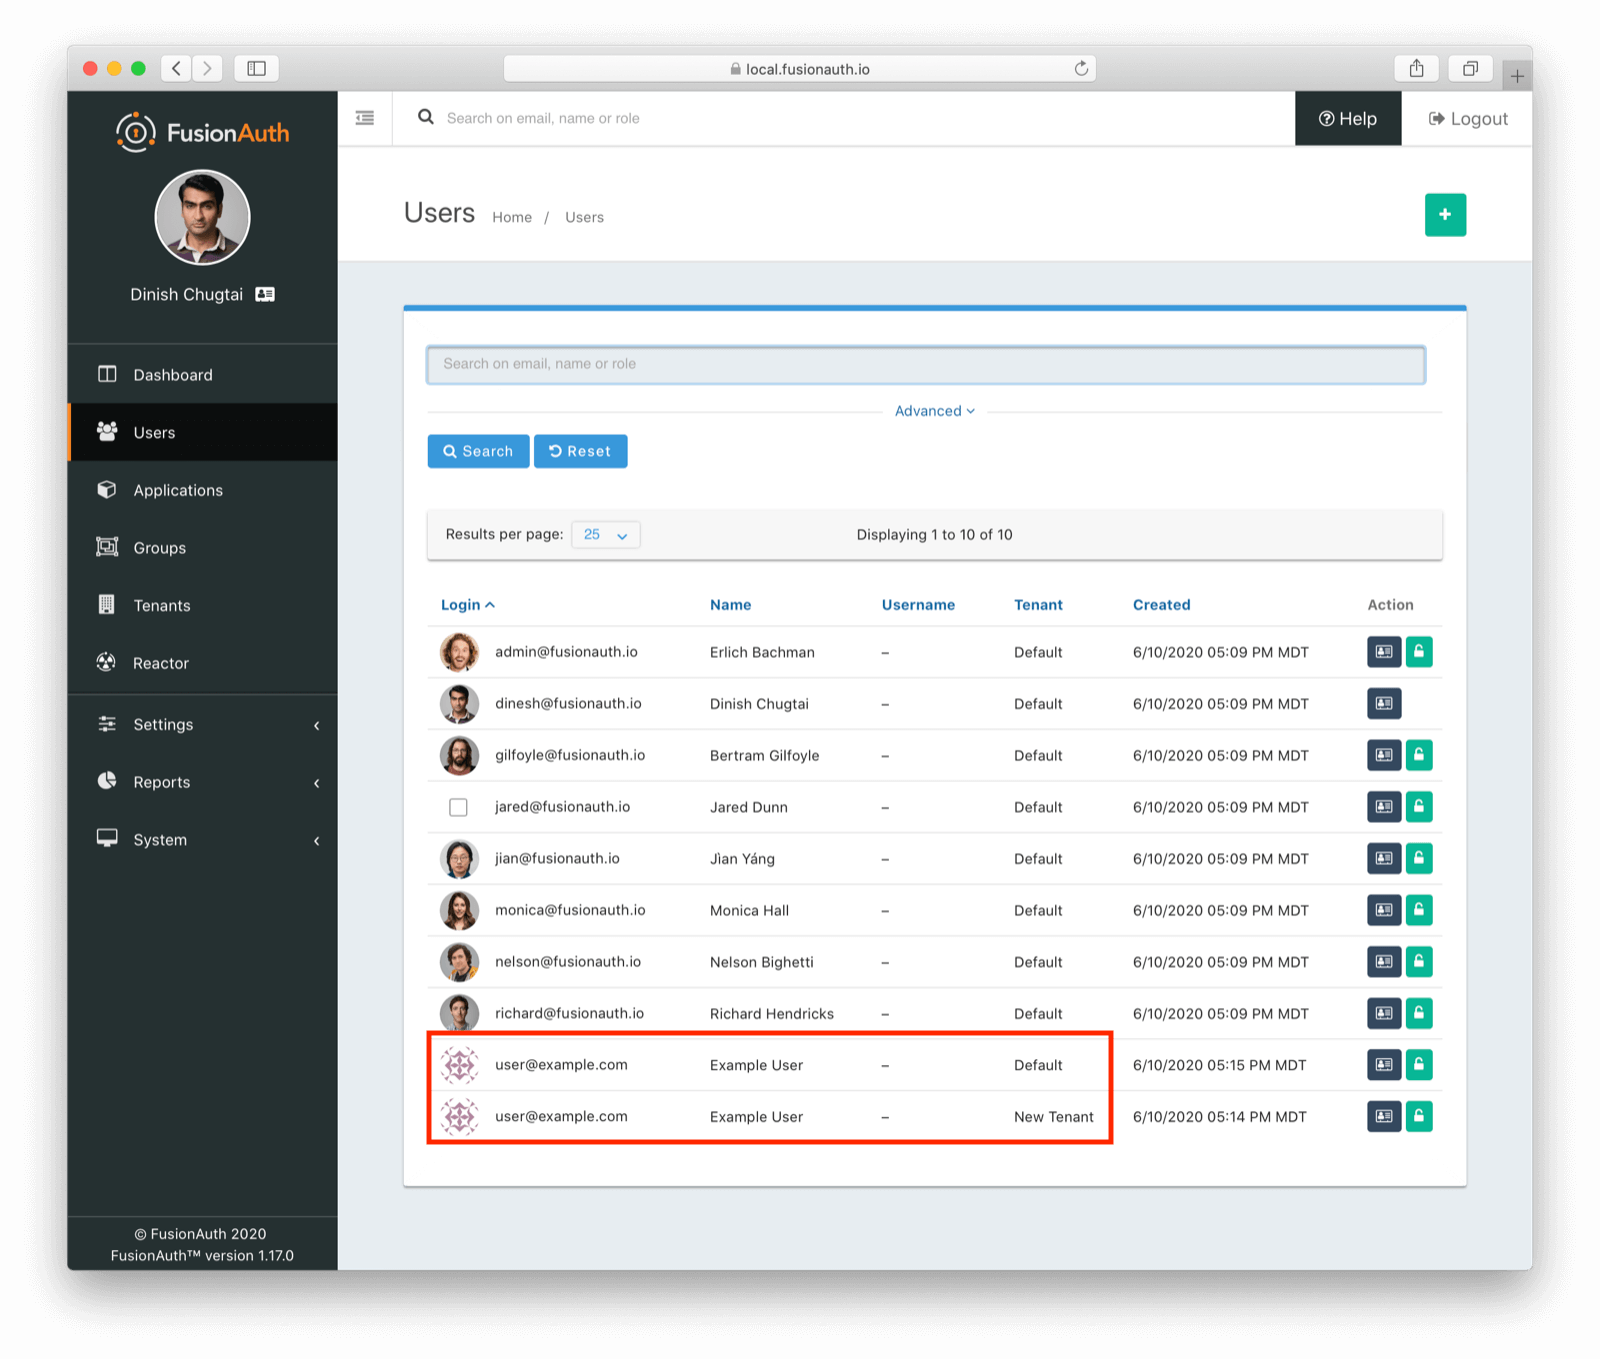 local.fusionauth.io
FusionAuth
Dinish Chugtai
Dashboard
Users
Applications
Groups
Tenants
Reactor
Settings
Reports
System
© FusionAuth 2020
FusionAuth™ version 1.17.0
Search on email, name or role
Help
Logout
Users Home / Users
Search on email, name or role
Advanced
Search Reset
Results per page: 25 Displaying 1 to 10 of 10
Login Name Username Tenant Created Action
admin@fusionauth.io Erlich Bachman – Default 6/10/2020 05:09 PM MDT
dinesh@fusionauth.io Dinish Chugtai – Default 6/10/2020 05:09 PM MDT
gilfoyle@fusionauth.io Bertram Gilfoyle – Default 6/10/2020 05:09 PM MDT
jared@fusionauth.io Jared Dunn – Default 6/10/2020 05:09 PM MDT
jian@fusionauth.io Jìan Yáng – Default 6/10/2020 05:09 PM MDT
monica@fusionauth.io Monica Hall – Default 6/10/2020 05:09 PM MDT
nelson@fusionauth.io Nelson Bighetti – Default 6/10/2020 05:09 PM MDT
richard@fusionauth.io Richard Hendricks – Default 6/10/2020 05:09 PM MDT
user@example.com Example User – Default 6/10/2020 05:15 PM MDT
user@example.com Example User – New Tenant 6/10/2020 05:14 PM MDT